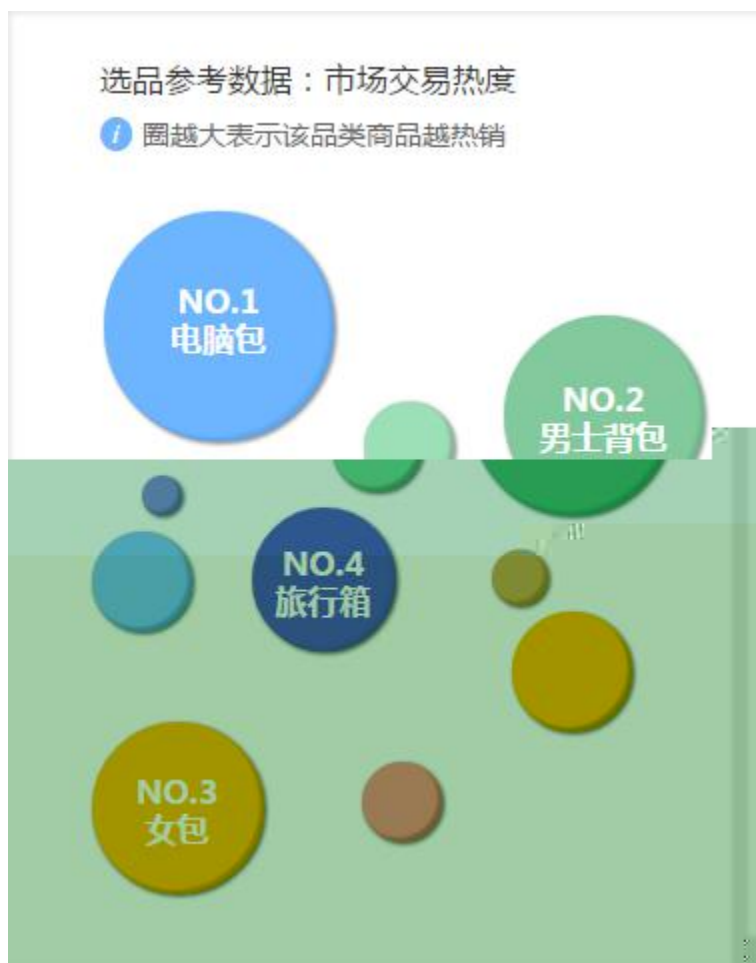 选品参考数据：市场交易热度
i 圈越大表示该品类商品越热销
NO.1
电脑包
NO.2
男士背包
NO.4
旅行箱
NO.3
女包